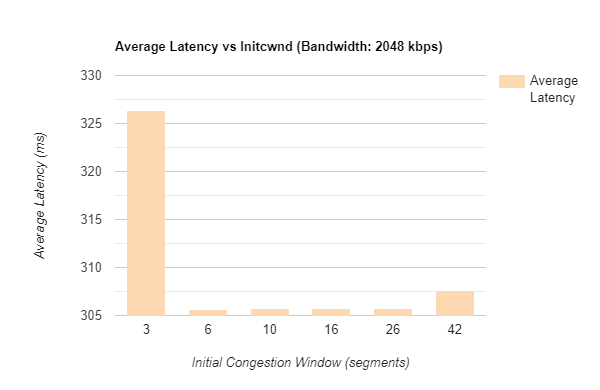 Average Latency vs Initcwnd (Bandwidth: 2048 kbps)
330
325
320
315
310
305
Average Latency (ms)
3 6 10 16 26 42
Initial Congestion Window (segments)
Average
Latency